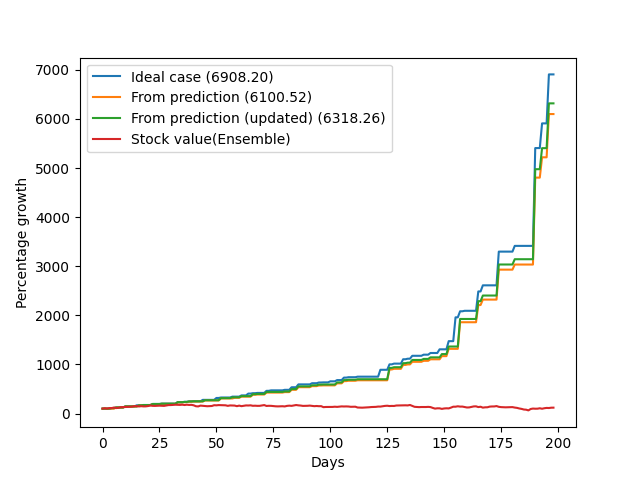 Ideal case (6908.20)
From prediction (6100.52)
From prediction (updated) (6318.26)
Stock value(Ensemble)
Percentage growth
7000
6000
5000
4000
3000
2000
1000
0
0 25 50 75 100 125 150 175 200
Days